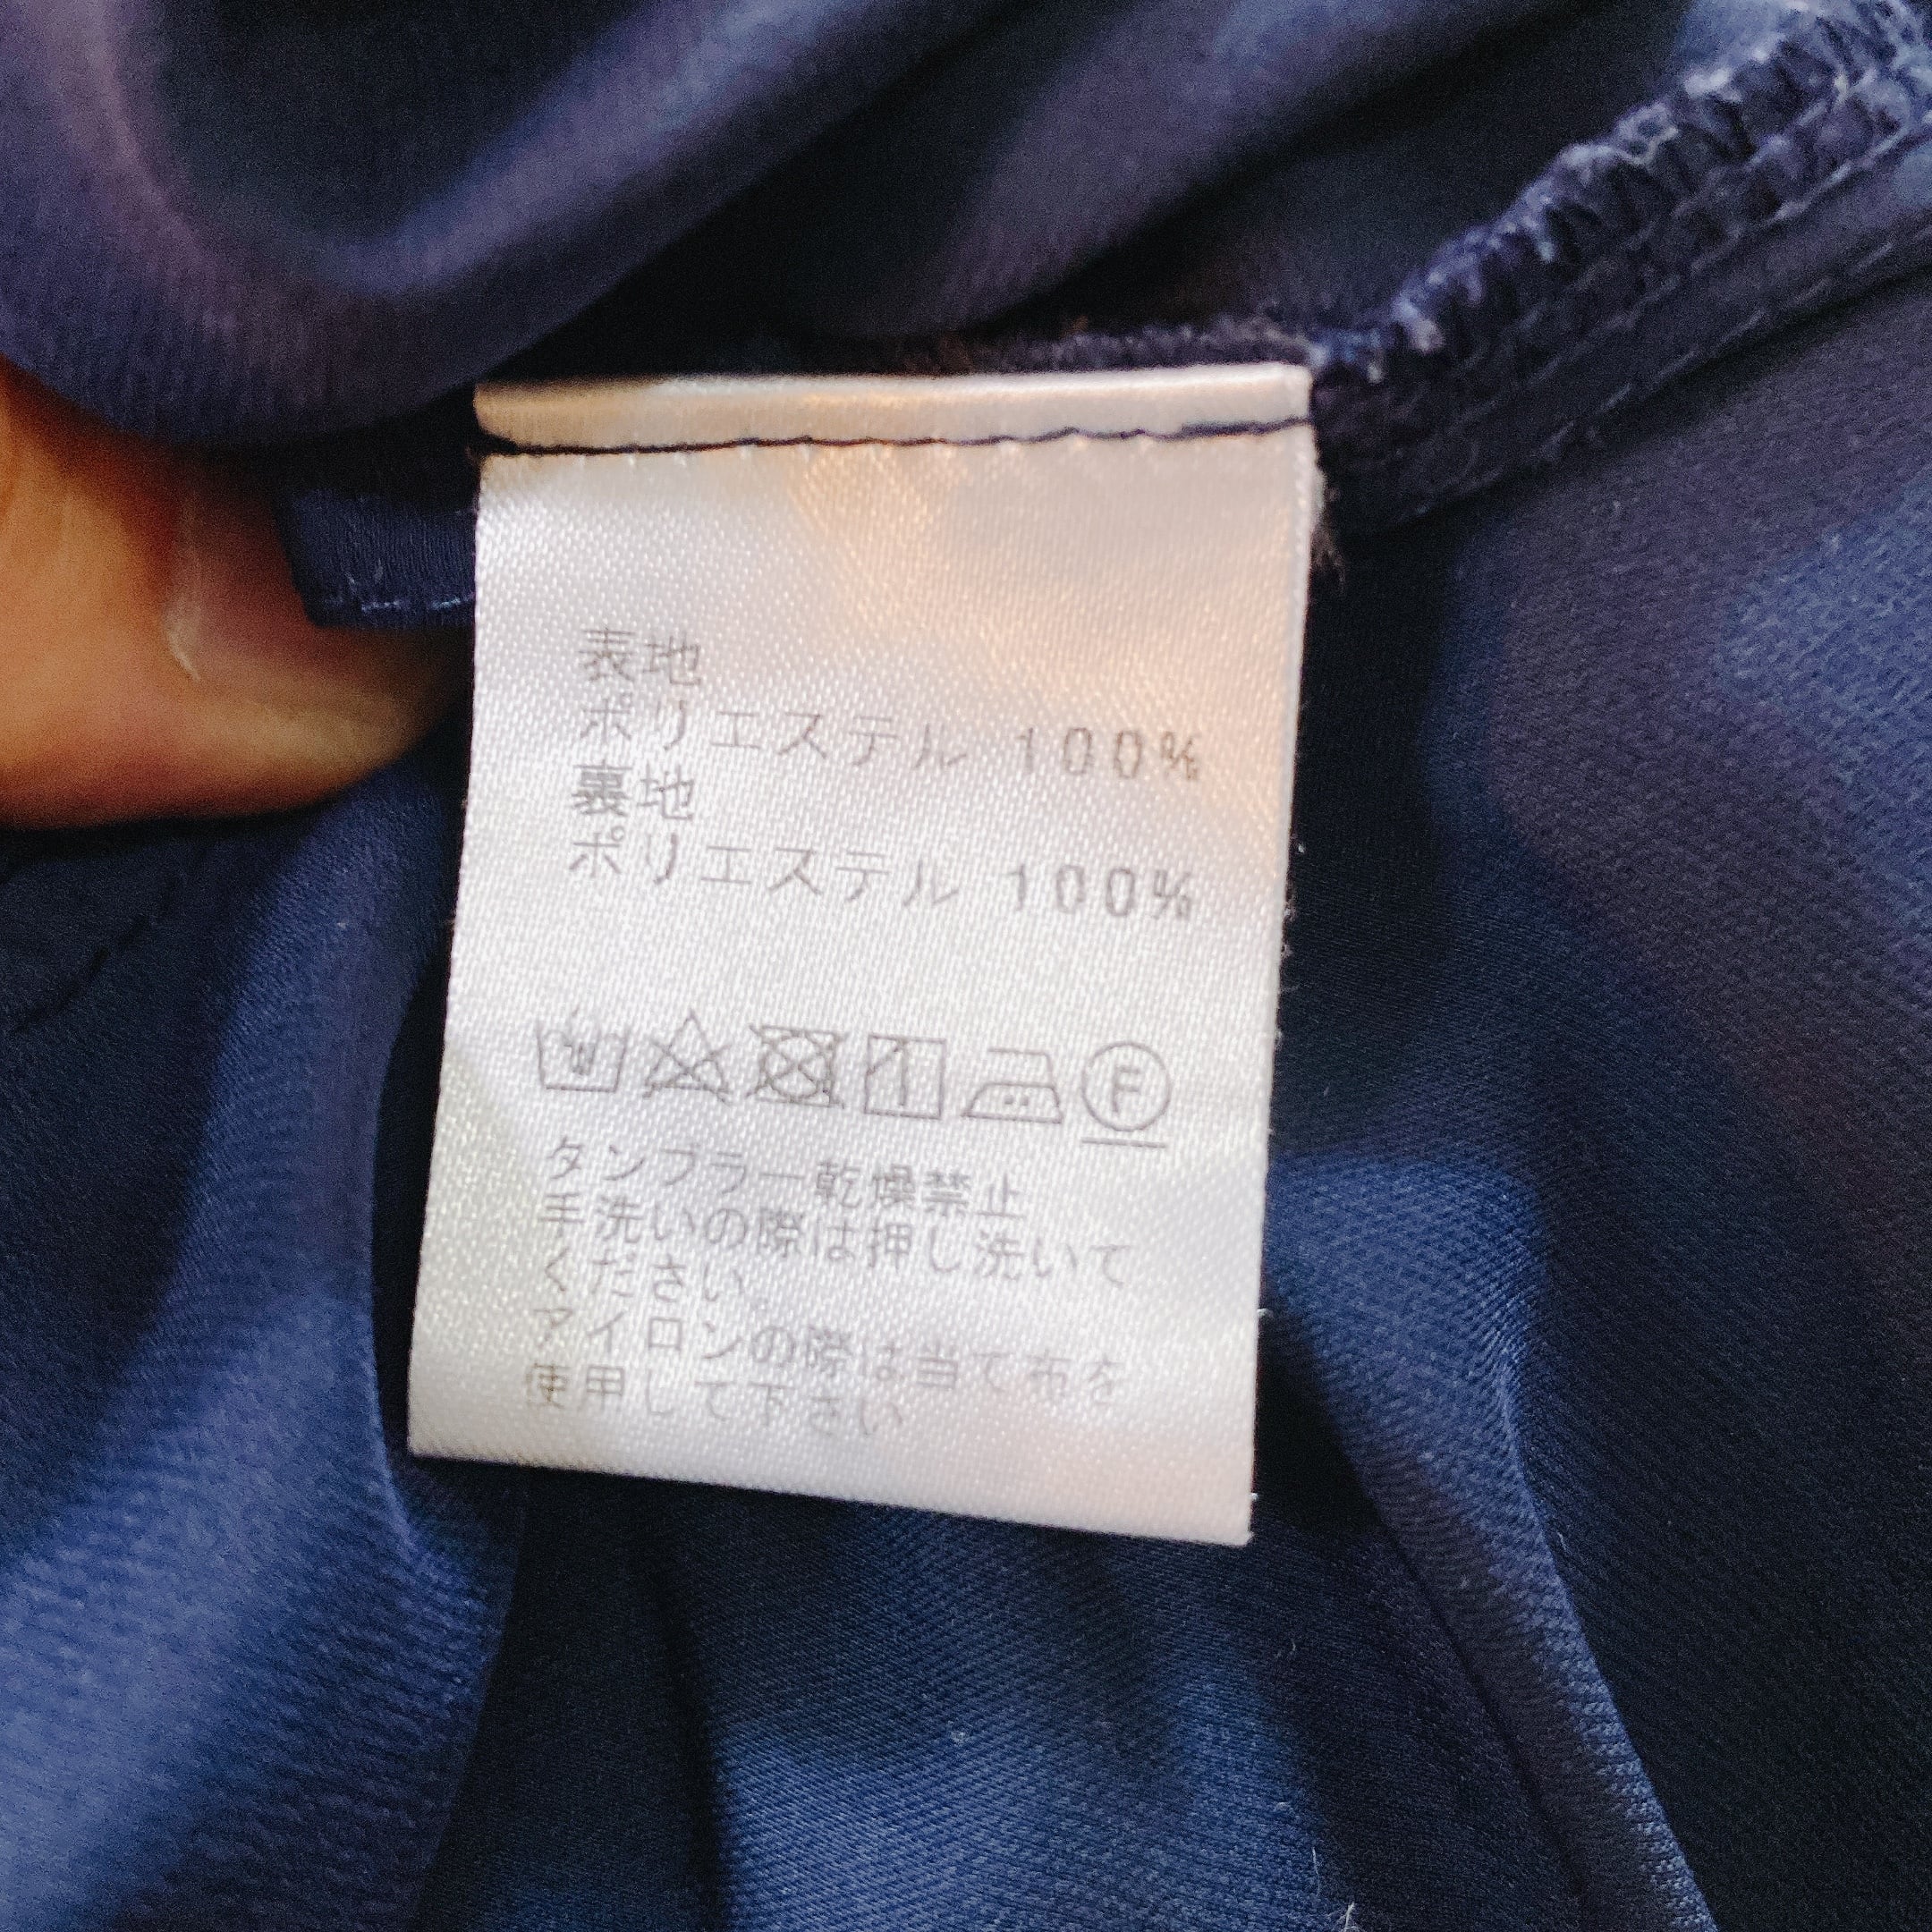 表地
ポリエステル 100%
裏地
ポリエステル 100%
F
タンブラー乾燥禁止
手洗いの際は押し洗いて
ください。
アイロンの際は当て布を
使用して下さい